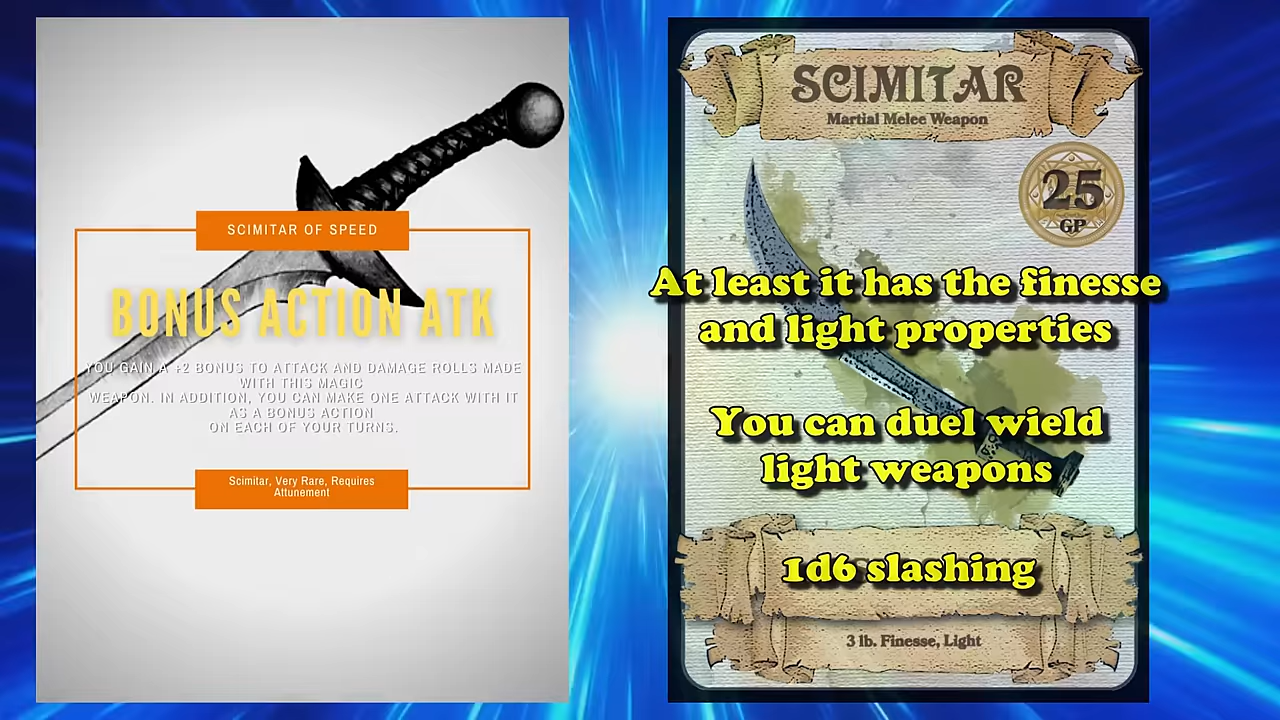 SCIMITAR OF SPEED
BONUS ACTION ATK
YOU GAIN A +2 BONUS TO ATTACK AND DAMAGE ROLLS MADE
WITH THIS MAGIC
WEAPON. IN ADDITION, YOU CAN MAKE ONE ATTACK WITH IT
AS A BONUS ACTION
ON EACH OF YOUR TURNS.
Scimitar, Very Rare, Requires
Attunement
SCIMITAR
Martial Melee Weapon
25
GP
At least it has the finesse
and light properties
You can duel wield
light weapons
1d6 slashing
3 lb. Finesse, Light